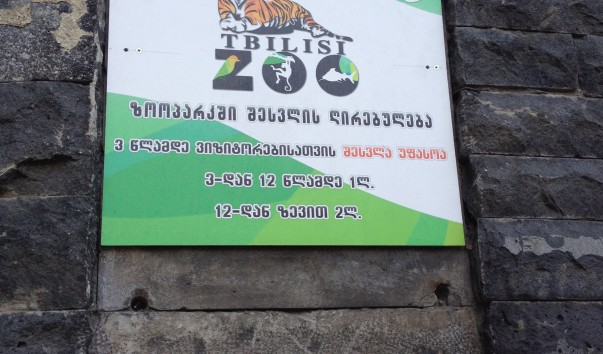 TBILISI
ZOO
ზოოპარკში შესვლის ღირებულება
3 წლამდე ვიზიტორებისათვის შესვლა უფასოა
3-დან 12 წლამდე 1ლ.
12-დან ზევით 2ლ.